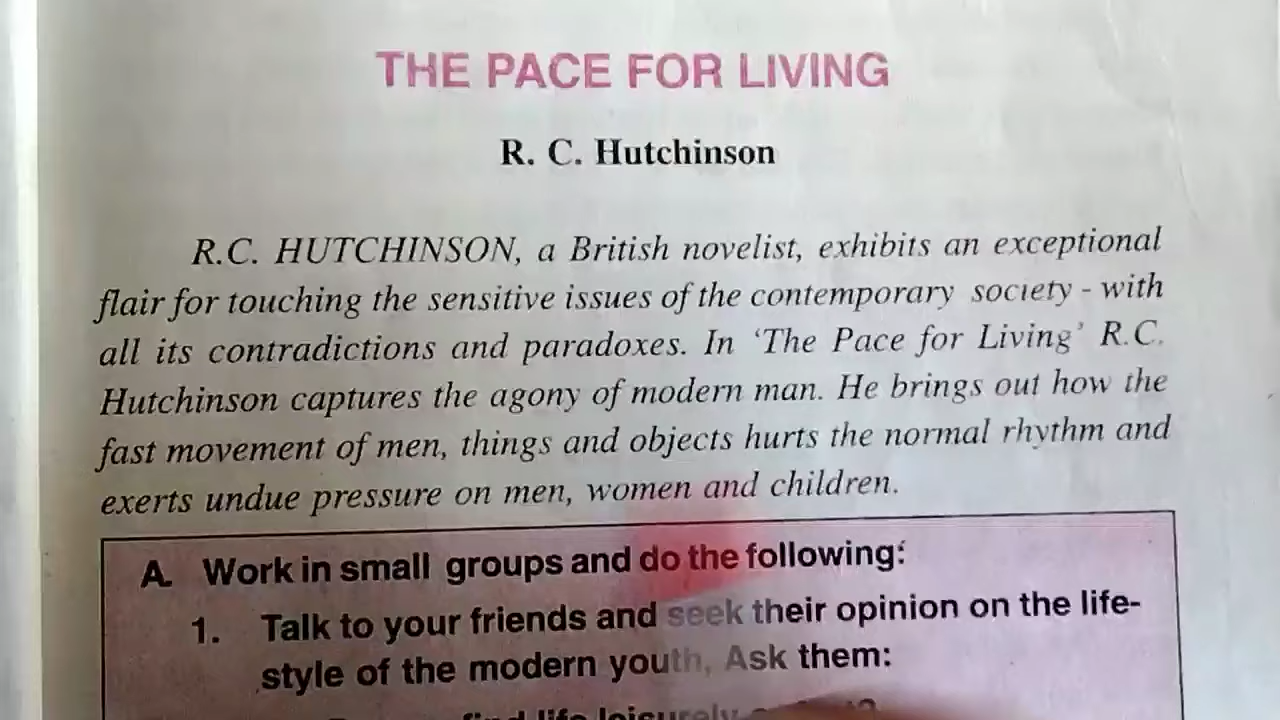 THE PACE FOR LIVING
R. C. Hutchinson
R.C. HUTCHINSON, a British novelist, exhibits an exceptional
flair for touching the sensitive issues of the contemporary society - with
all its contradictions and paradoxes. In ‘The Pace for Living’ R.C.
Hutchinson captures the agony of modern man. He brings out how the
fast movement of men, things and objects hurts the normal rhythm and
exerts undue pressure on men, women and children.
A. Work in small groups and do the following:
1. Talk to your friends and seek their opinion on the life-
style of the modern youth, Ask them:
find life leisurely